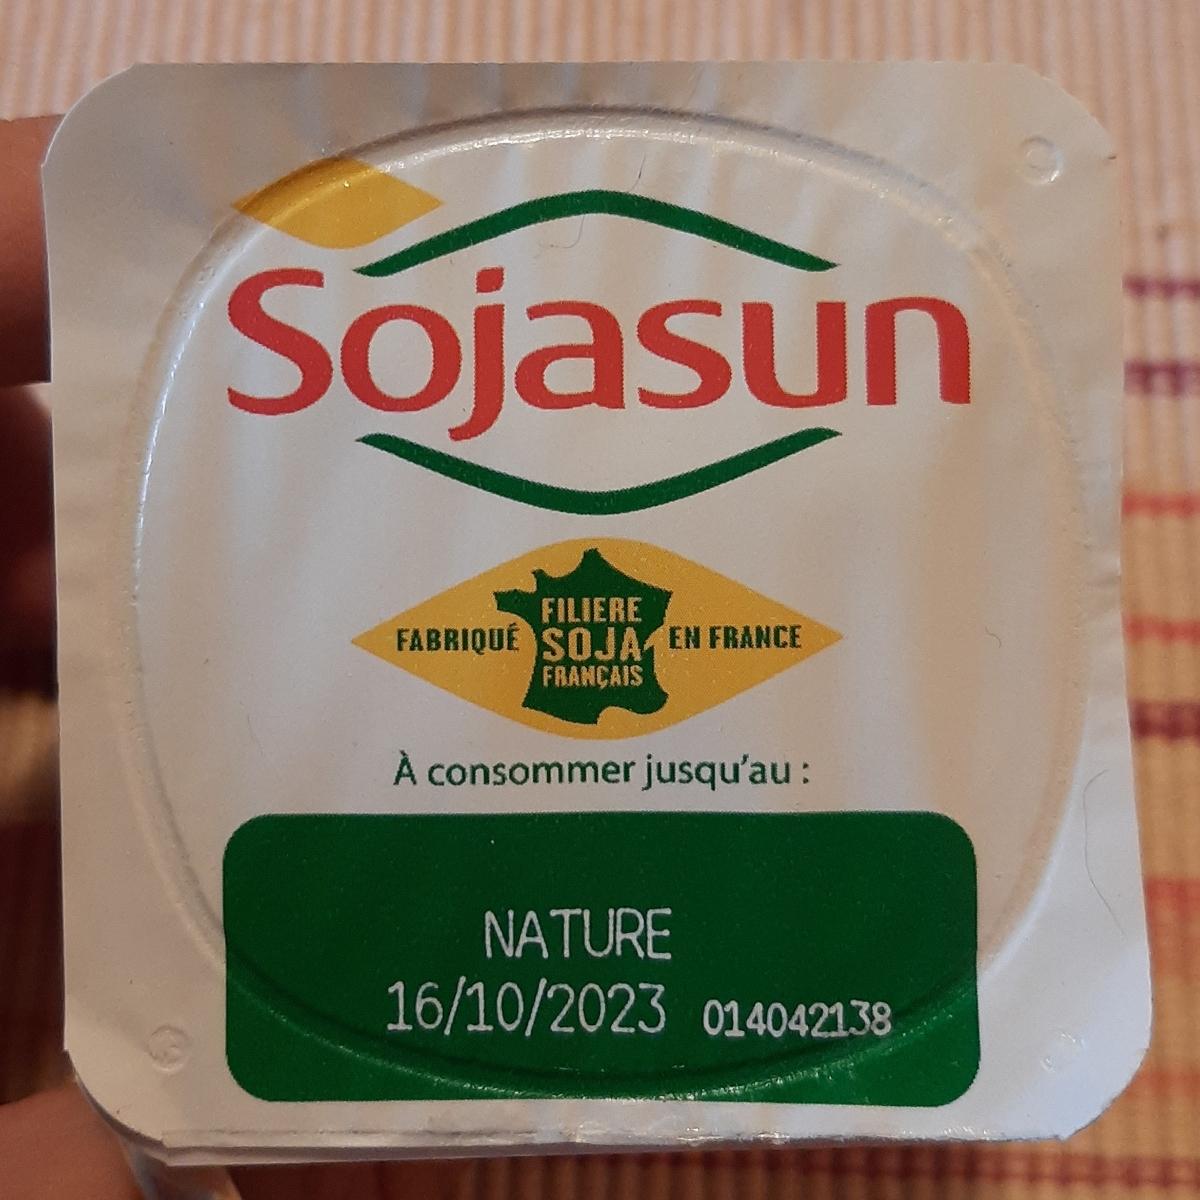 Sojasun
FABRIQUÉ FILIERE SOJA FRANÇAIS EN FRANCE
À consommer jusqu'au :
NATURE
16/10/2023 014042138